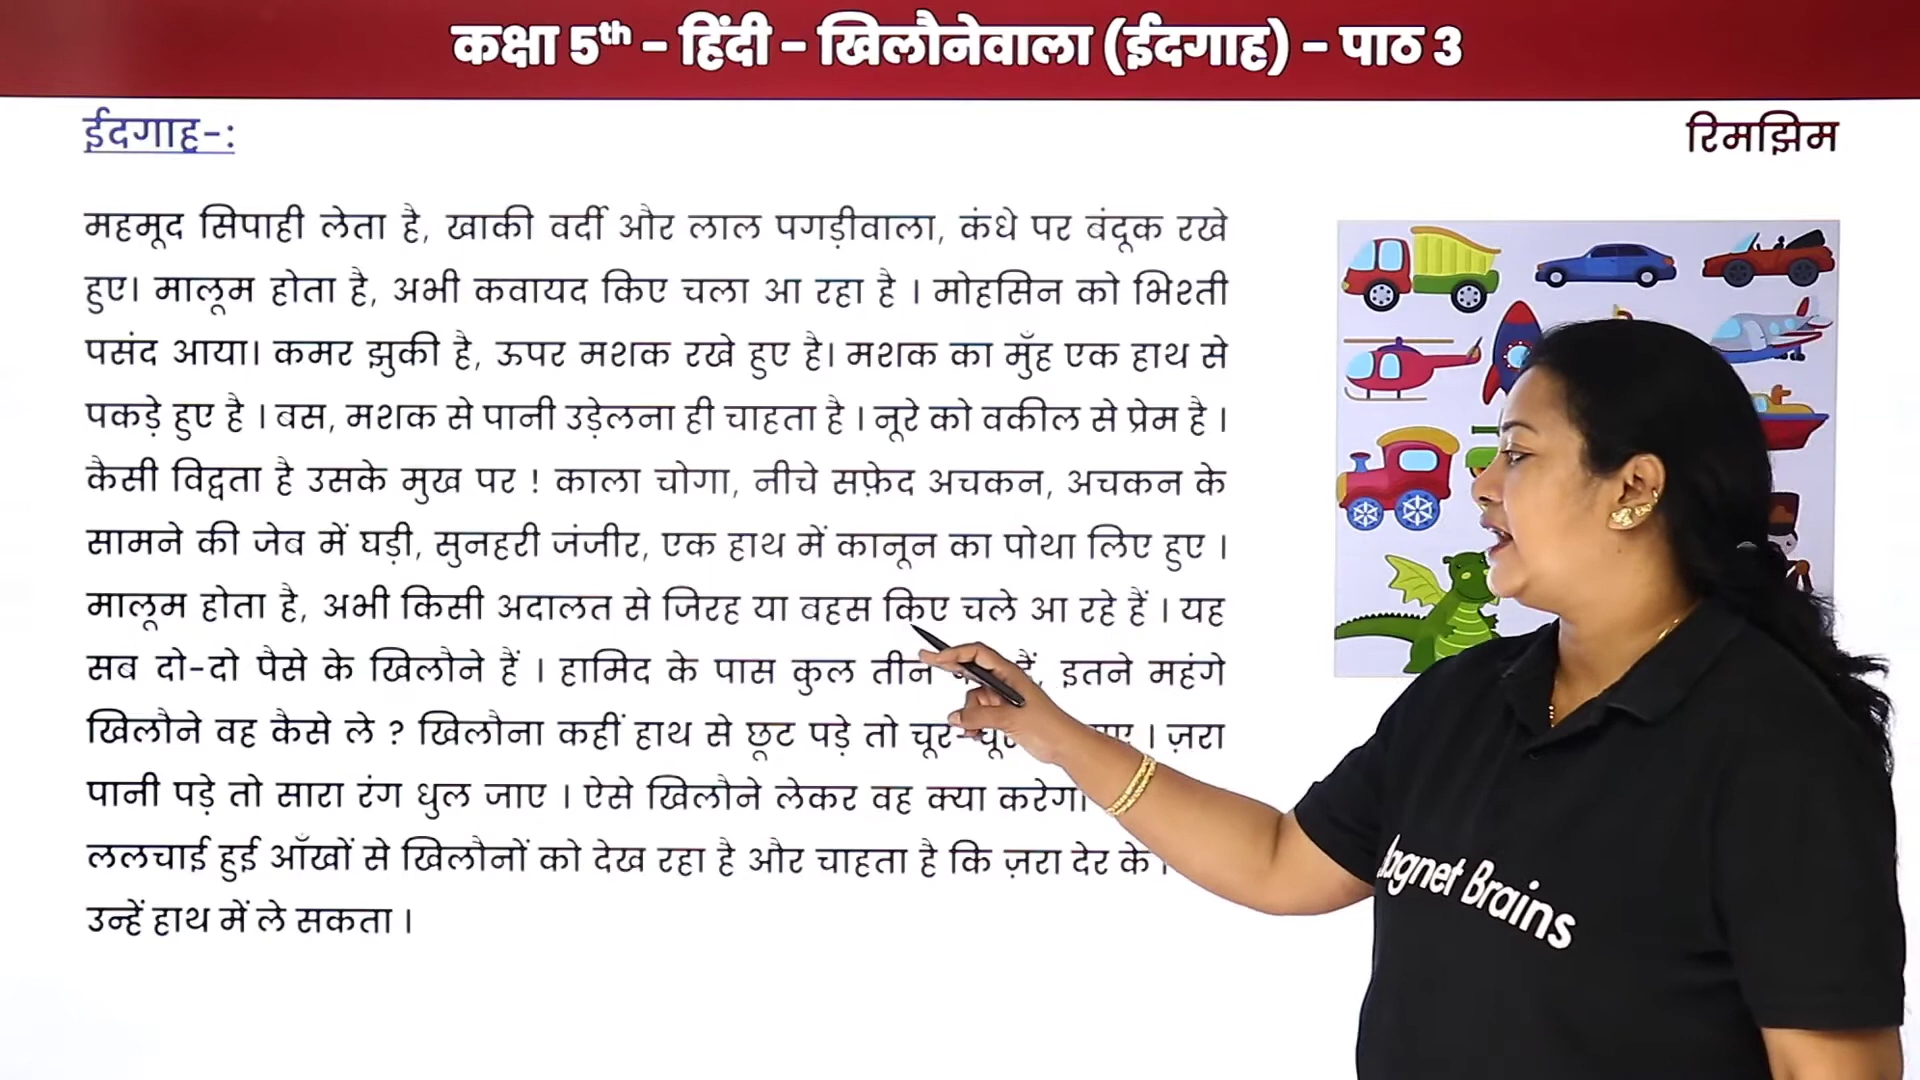 कक्षा 5th - हिंदी - खिलौनेवाला (ईदगाह) - पाठ 3
ईदगाह-:
रिमझिम
महमूद सिपाही लेता है, खाकी वर्दी और लाल पगड़ीवाला, कंधे पर बंदूक रखे
हुए। मालूम होता है, अभी कवायद किए चला आ रहा है । मोहसिन को भिश्ती
पसंद आया। कमर झुकी है, ऊपर मशक रखे हुए है। मशक का मुँह एक हाथ से
पकड़े हुए है । बस, मशक से पानी उड़ेलना ही चाहता है । नूरे को वकील से प्रेम है ।
कैसी विद्वता है उसके मुख पर ! काला चोगा, नीचे सफ़ेद अचकन, अचकन के
सामने की जेब में घड़ी, सुनहरी जंजीर, एक हाथ में कानून का पोथा लिए हुए ।
मालूम होता है, अभी किसी अदालत से जिरह या बहस किए चले आ रहे हैं । यह
सब दो-दो पैसे के खिलौने हैं । हामिद के पास कुल तीन हैं, इतने महंगे
खिलौने वह कैसे ले ? खिलौना कहीं हाथ से छूट पड़े तो चूर-चूर । ज़रा
पानी पड़े तो सारा रंग धुल जाए । ऐसे खिलौने लेकर वह क्या करेगा
ललचाई हुई आँखों से खिलौनों को देख रहा है और चाहता है कि ज़रा देर के
उन्हें हाथ में ले सकता ।
agnet Brains